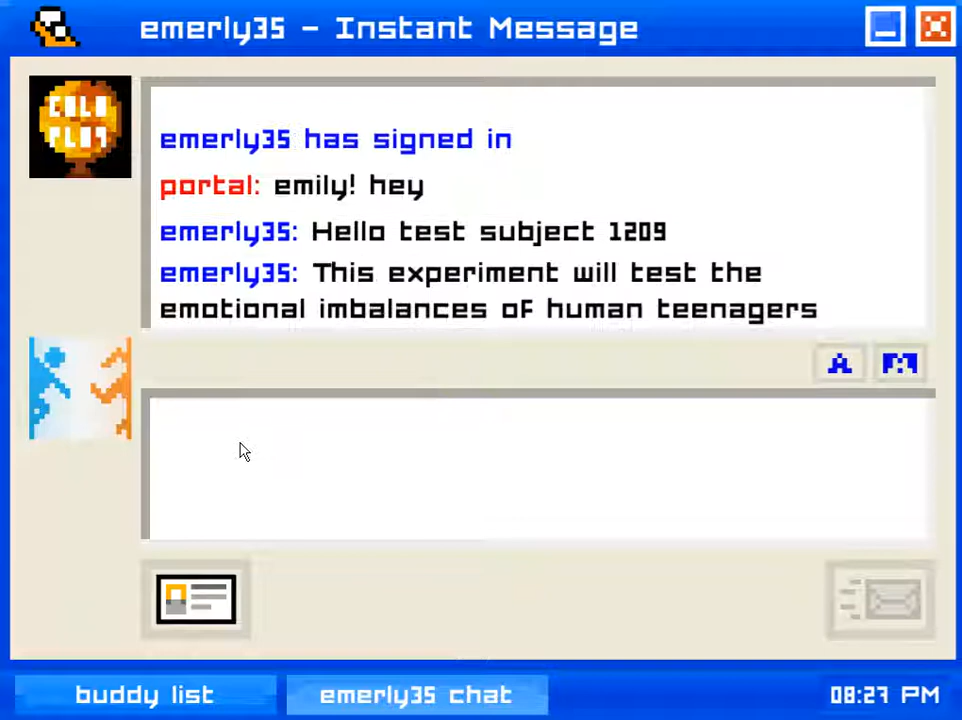 emerly35 - Instant Message
COLD
PLAY
emerly35 has signed in
portal: emily! hey
emerly35: Hello test subject 1209
emerly35: This experiment will test the
emotional imbalances of human teenagers
A
buddy list
emerly35 chat
08:27 PM